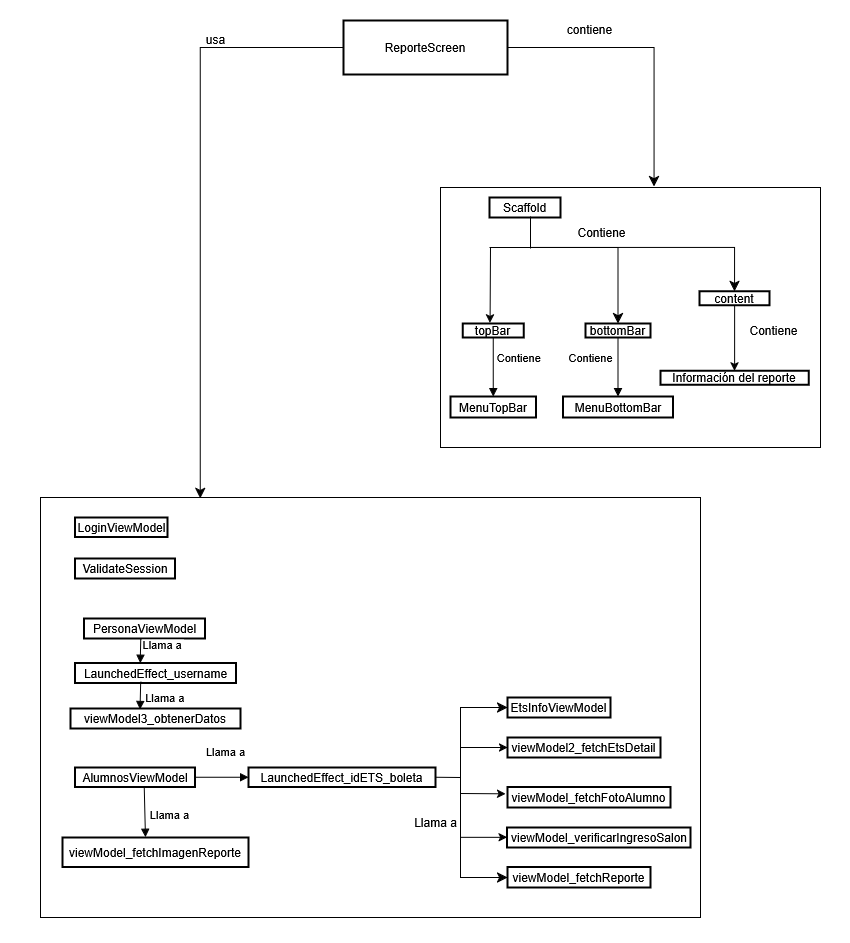 usa
ReporteScreen
contiene
Scaffold
Contiene
content
topBar
bottomBar
Contiene
Contiene
Contiene
Información del reporte
MenuTopBar
MenuBottomBar
LoginViewModel
ValidateSession
PersonaViewModel
Llama a
LaunchedEffect_username
Llama a
viewModel3_obtenerDatos
Llama a
AlumnosViewModel
LaunchedEffect_idETS_boleta
Llama a
viewModel_fetchImagenReporte
Llama a
EtsInfoViewModel
viewModel2_fetchEtsDetail
viewModel_fetchFotoAlumno
viewModel_verificarIngresoSalon
viewModel_fetchReporte